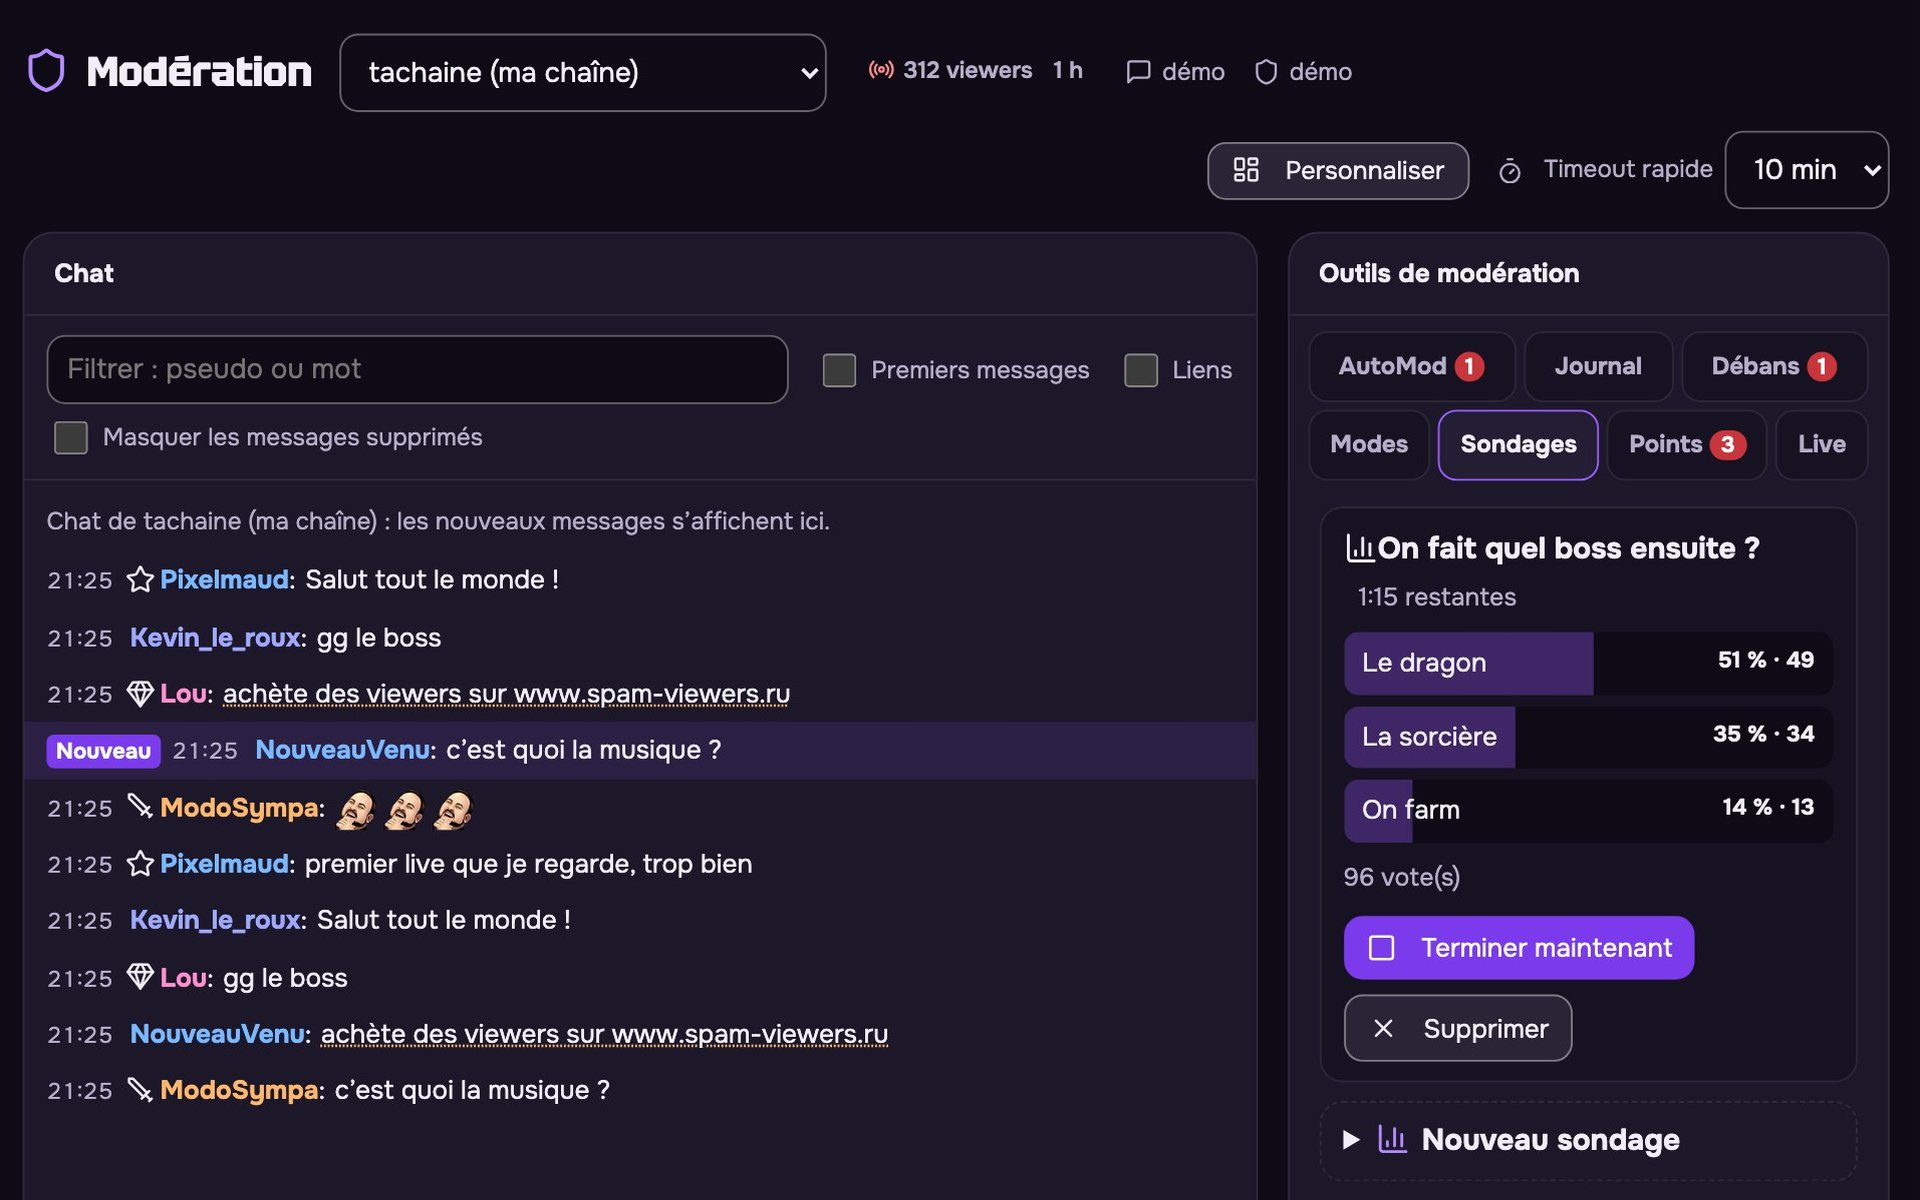 Modération
tachaine (ma chaîne)
312 viewers 1 h
démo
démo
Personnaliser
Timeout rapide
10 min
Chat
Filtrer : pseudo ou mot
Premiers messages
Liens
Masquer les messages supprimés
Chat de tachaine (ma chaîne) : les nouveaux messages s’affichent ici.
21:25 Pixelmaud: Salut tout le monde !
21:25 Kevin_le_roux: gg le boss
21:25 Lou: achète des viewers sur www.spam-viewers.ru
Nouveau 21:25 NouveauVenu: c’est quoi la musique ?
21:25 ModoSympa:
21:25 Pixelmaud: premier live que je regarde, trop bien
21:25 Kevin_le_roux: Salut tout le monde !
21:25 Lou: gg le boss
21:25 NouveauVenu: achète des viewers sur www.spam-viewers.ru
21:25 ModoSympa: c’est quoi la musique ?
Outils de modération
AutoMod 1
Journal
Débans 1
Modes
Sondages
Points 3
Live
On fait quel boss ensuite ?
1:15 restantes
Le dragon 51 % · 49
La sorcière 35 % · 34
On farm 14 % · 13
96 vote(s)
Terminer maintenant
Supprimer
Nouveau sondage